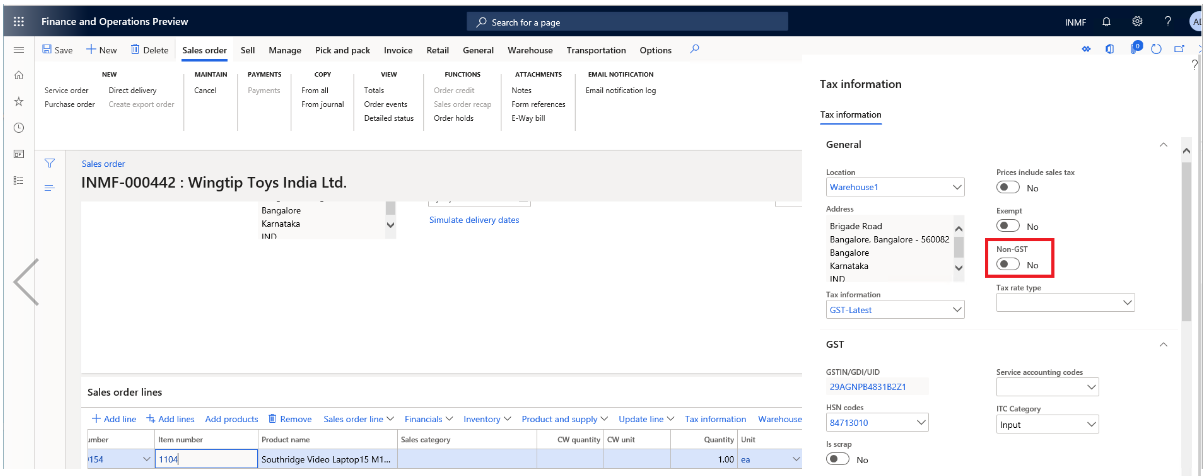 Finance and Operations Preview
Search for a page
INMF
?
Save
New
Delete
Sales order
Sell
Manage
Pick and pack
Invoice
Retail
General
Warehouse
Transportation
Options
0
NEW
Service order
Direct delivery
Purchase order
Create export order
MAINTAIN
Cancel
PAYMENTS
Payments
COPY
From all
From journal
VIEW
Totals
Order events
Detailed status
FUNCTIONS
Order credit
Sales order recap
Order holds
ATTACHMENTS
Notes
Form references
E-Way bill
EMAIL NOTIFICATION
Email notification log
Sales order
INMF-000442 : Wingtip Toys India Ltd.
Bangalore
Karnataka
IND
Simulate delivery dates
Sales order lines
Add line
Add lines
Add products
Remove
Sales order line
Financials
Inventory
Product and supply
Update line
Tax information
Warehouse
umber
Item number
Product name
Sales category
CW quantity
CW unit
Quantity
Unit
154
1104
Southridge Video Laptop15 M1...
1.00
ea
?
Tax information
Tax information
General
Location
Warehouse1
Address
Brigade Road
Bangalore, Bangalore - 560082
Bangalore
Karnataka
IND
Tax information
GST-Latest
Prices include sales tax
No
Exempt
No
Non-GST
No
Tax rate type
GST
GSTIN/GDI/UID
29AGNPB4831B2Z1
HSN codes
84713010
Is scrap
No
Service accounting codes
ITC Category
Input